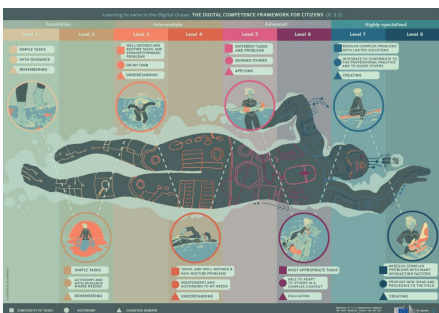 Learning to swim in the Digital Ocean THE DIGITAL COMPETENCE FRAMEWORK FOR CITIZENS (V. 2.1)
Foundation
Intermediate
Advanced
Highly-specialised
Level 1
Level 2
Level 3
Level 4
Level 5
Level 6
Level 7
Level 8
SIMPLE TASKS
WITH GUIDANCE
REMEMBERING
WELL-DEFINED AND
ROUTINE TASKS, AND
STRAIGHTFORWARD
PROBLEMS
ON MY OWN
UNDERSTANDING
DIFFERENT TASKS
AND PROBLEMS
GUIDING OTHERS
APPLYING
RESOLVE COMPLEX PROBLEMS
WITH LIMITED SOLUTIONS
INTEGRATE TO CONTRIBUTE TO
THE PROFESSIONAL PRACTICE
AND TO GUIDE OTHERS
CREATING
SIMPLE TASKS
AUTONOMY AND
WITH GUIDANCE
WHERE NEEDED
REMEMBERING
TASKS, AND WELL-DEFINED &
NON-ROUTINE PROBLEMS
INDEPENDENT AND
ACCORDING TO MY NEEDS
UNDERSTANDING
MOST APPROPRIATE TASKS
ABLE TO ADAPT
TO OTHERS IN A
COMPLEX CONTEXT
EVALUATING
RESOLVE COMPLEX
PROBLEMS WITH MANY
INTERACTING FACTORS
PROPOSE NEW IDEAS AND
PROCESSES TO THE FIELD
CREATING
COMPLEXITY OF TASKS
AUTONOMY
COGNITIVE DOMAIN